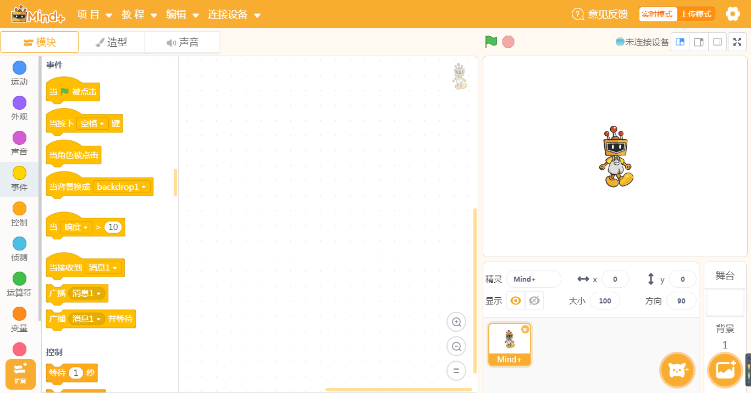 Mind+ 项目 教程 编辑 连接设备 意见反馈 实时模式 上传模式
模块 造型 声音 未连接设备
运动
外观
声音
事件
控制
侦测
运算符
变量
扩展
事件
当 被点击
当按下 空格 键
当角色被点击
当背景换成 backdrop1
当 响度 > 10
当接收到 消息1
广播 消息1
广播 消息1 并等待
控制
等待 1 秒
精灵 Mind+ x 0 y 0
显示 大小 100 方向 90
Mind+
舞台
背景
1